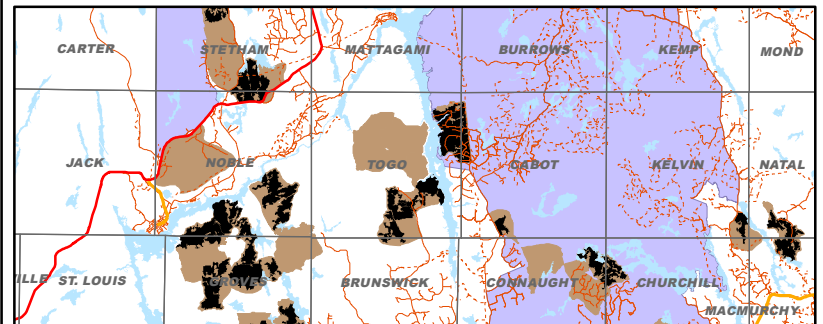 CARTER STETHAM MATTAGAMI BURROWS KEMP MOND
JACK NOBLE TOGO CABOT KELVIN NATAL
ILLE ST. LOUIS GROVES BRUNSWICK CONNAUGHT CHURCHILL
MACMURCHY